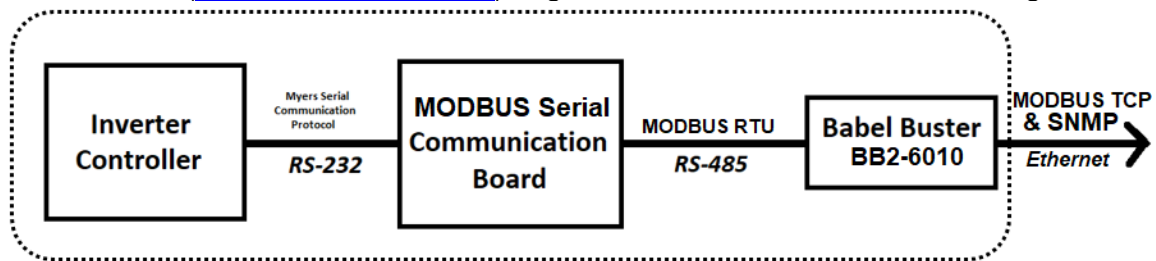 Inverter
Controller
Myers Serial
Communication
Protocol
RS-232
MODBUS Serial
Communication
Board
MODBUS RTU
RS-485
Babel Buster
BB2-6010
MODBUS TCP
& SNMP
Ethernet